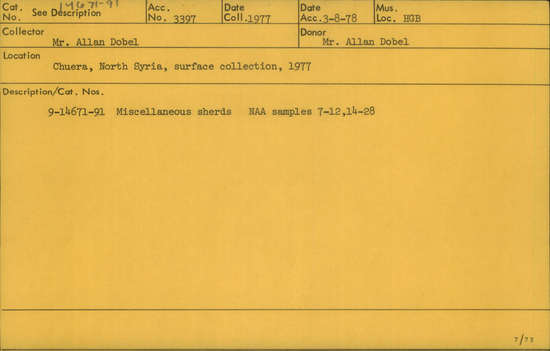 Cat. 14671-91 Acc. Date Date Mus.
No. See Description No. 3397 Coll. 1977 Acc. 3-8-78 Loc. HGB
Collector Donor
Mr. Allan Dobel Mr. Allan Dobel
Location
Chuera, North Syria, surface collection, 1977
Description/Cat. Nos.
9-14671-91 Miscellaneous sherds NAA samples 7-12,14-28